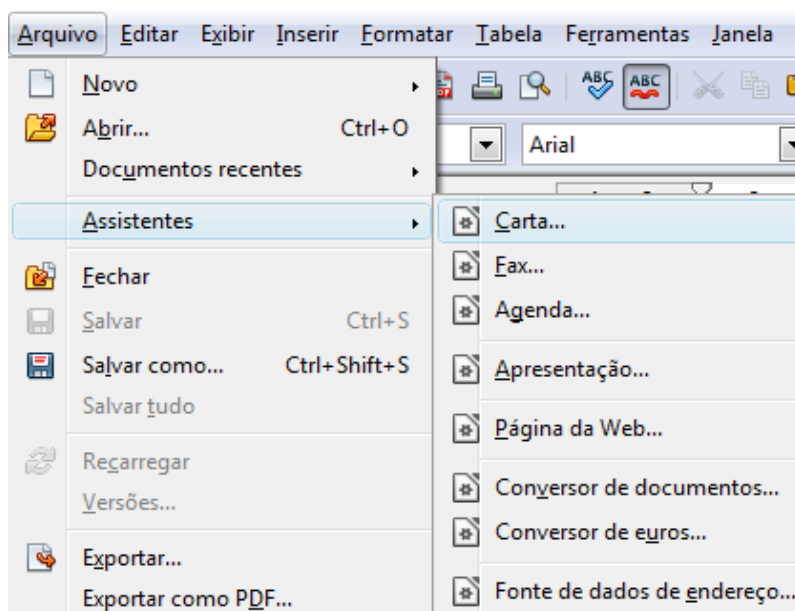 Arquivo Editar Exibir Inserir Formatar Tabela Ferramentas Janela
Novo
ABC ABC
Abrir... Ctrl+O
Arial
Documentos recentes
Assistentes
Carta...
Fax...
Fechar
Agenda...
Salvar Ctrl+S
Salvar como... Ctrl+Shift+S
Apresentação...
Salvar tudo
Página da Web...
Recarregar
Conversor de documentos...
Versões...
Conversor de euros...
Exportar...
Fonte de dados de endereço...
Exportar como PDF...